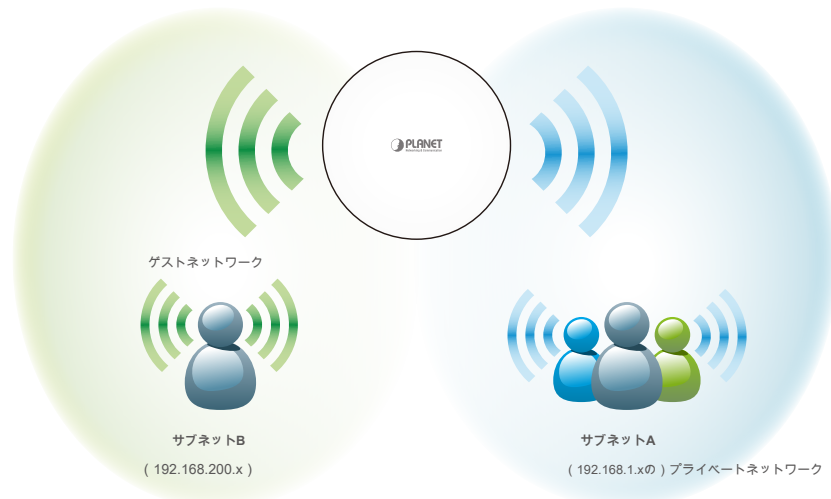 PLANET
ゲストネットワーク
サブネットB
( 192.168.200.x )
サブネットA
( 192.168.1.xの ) プライベートネットワーク